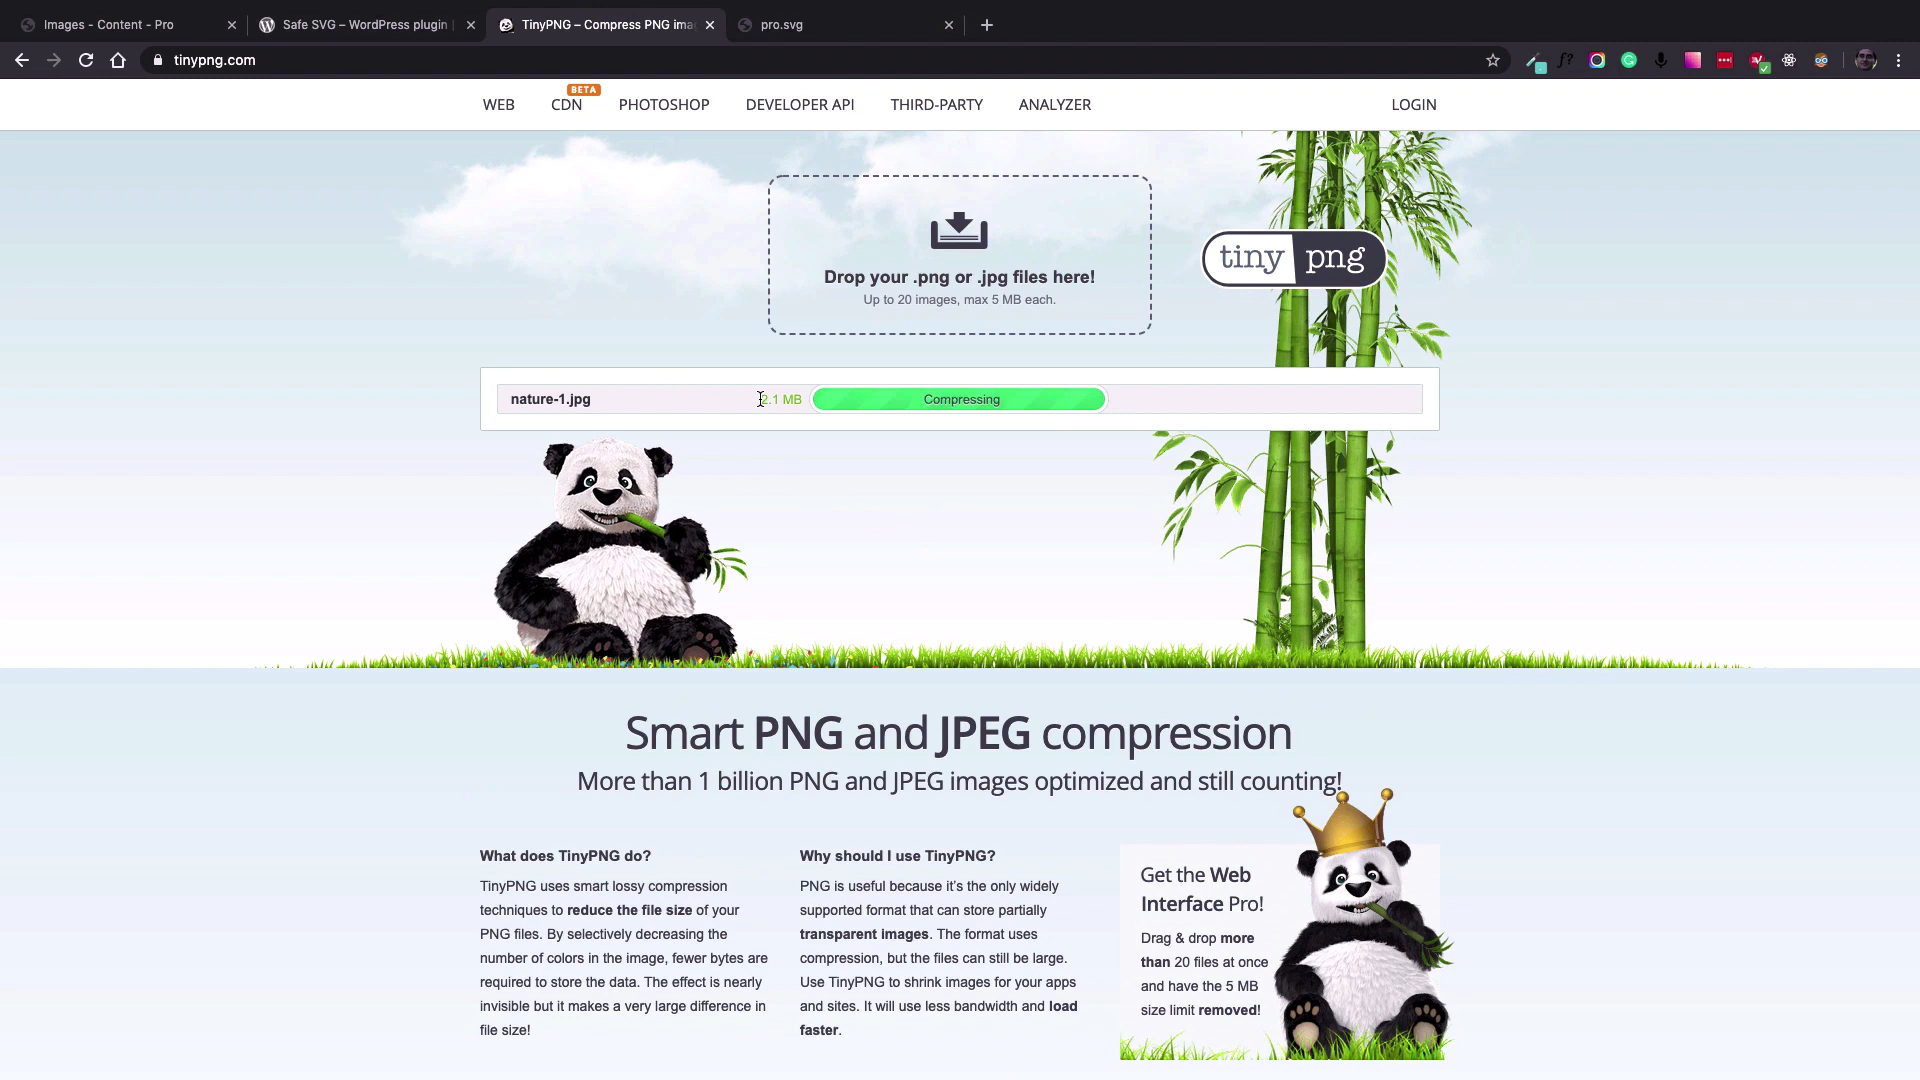 Images - Content - Pro
Safe SVG – WordPress plugin
TinyPNG – Compress PNG ima
pro.svg
tinypng.com
BETA
WEB CDN PHOTOSHOP DEVELOPER API THIRD-PARTY ANALYZER LOGIN
Drop your .png or .jpg files here!
Up to 20 images, max 5 MB each.
tiny png
nature-1.jpg 2.1 MB Compressing
Smart PNG and JPEG compression
More than 1 billion PNG and JPEG images optimized and still counting!
What does TinyPNG do?
TinyPNG uses smart lossy compression
techniques to reduce the file size of your
PNG files. By selectively decreasing the
number of colors in the image, fewer bytes are
required to store the data. The effect is nearly
invisible but it makes a very large difference in
file size!
Why should I use TinyPNG?
PNG is useful because it's the only widely
supported format that can store partially
transparent images. The format uses
compression, but the files can still be large.
Use TinyPNG to shrink images for your apps
and sites. It will use less bandwidth and load
faster.
Get the Web
Interface Pro!
Drag & drop more
than 20 files at once
and have the 5 MB
size limit removed!